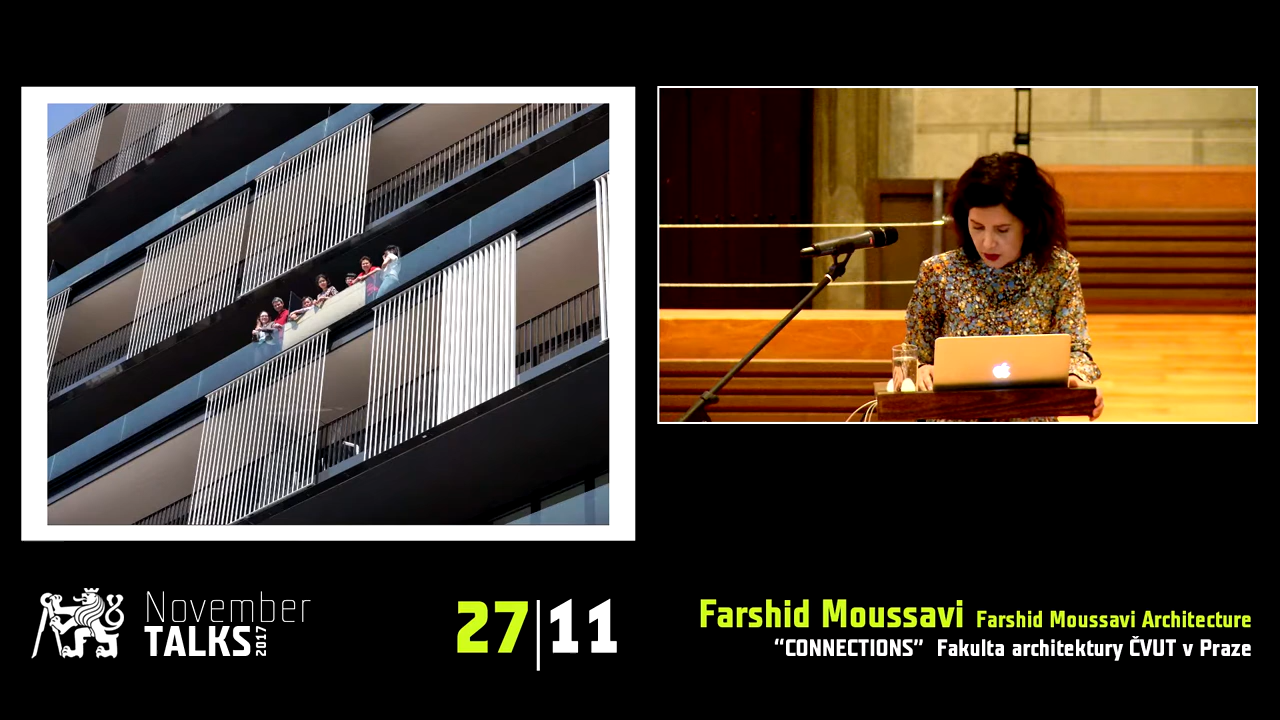 November
TALKS 2017
27|11
Farshid Moussavi Farshid Moussavi Architecture
“CONNECTIONS” Fakulta architektury ČVUT v Praze